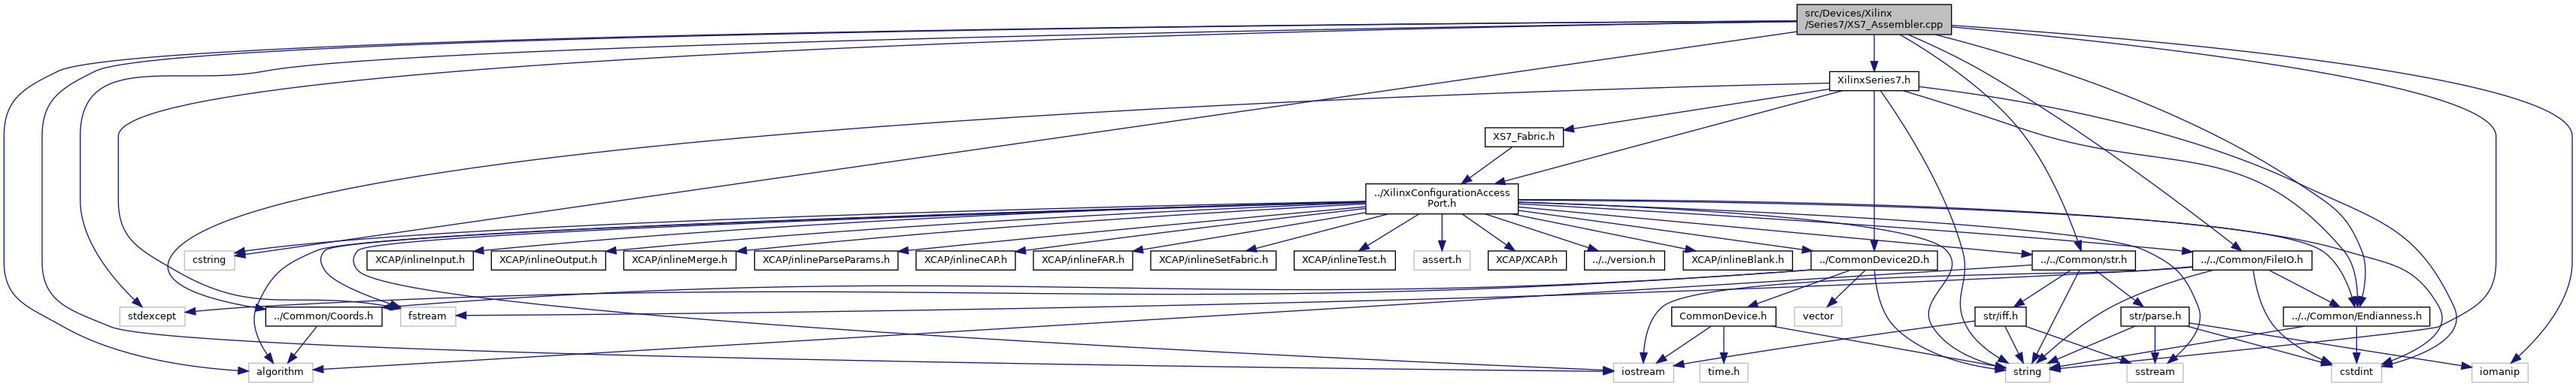 src/Devices/Xilinx
/Series7/XS7_Assembler.cpp
XilinxSeries7.h
XS7_Fabric.h
../XilinxConfigurationAccess
Port.h
cstring
XCAP/inlineInput.h
XCAP/inlineOutput.h
XCAP/inlineMerge.h
XCAP/inlineParseParams.h
XCAP/inlineCAP.h
XCAP/inlineFAR.h
XCAP/inlineSetFabric.h
XCAP/inlineTest.h
assert.h
XCAP/XCAP.h
../../version.h
XCAP/inlineBlank.h
../CommonDevice2D.h
../../Common/str.h
../../Common/FileIO.h
stdexcept
../Common/Coords.h
fstream
CommonDevice.h
vector
str/iff.h
str/parse.h
../../Common/Endianness.h
algorithm
iostream
time.h
string
sstream
cstdint
iomanip